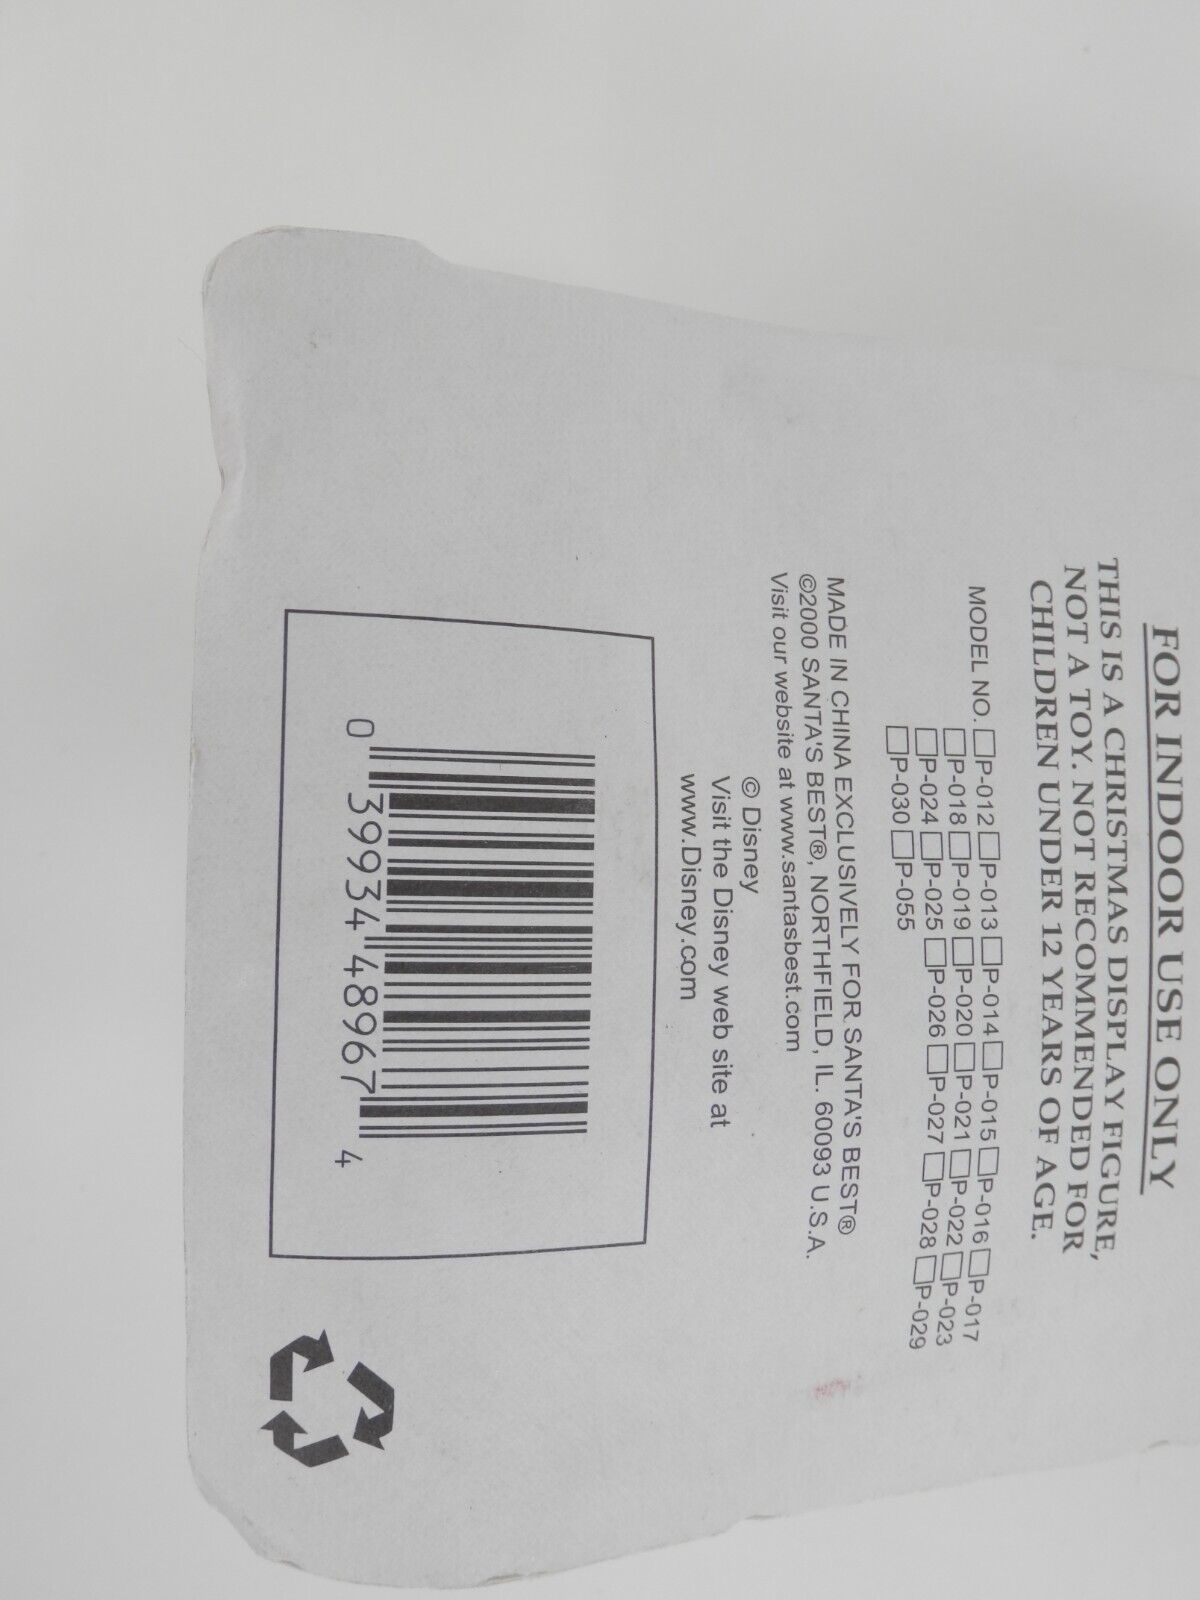 FOR INDOOR USE ONLY
THIS IS A CHRISTMAS DISPLAY FIGURE,
NOT A TOY. NOT RECOMMENDED FOR
CHILDREN UNDER 12 YEARS OF AGE.
MODEL NO. ☐P-012 ☐P-013 ☐P-014 ☐P-015 ☐P-016 ☐P-017
☐P-018 ☐P-019 ☐P-020 ☐P-021 ☐P-022 ☐P-023
☐P-024 ☐P-025 ☐P-026 ☐P-027 ☐P-028 ☐P-029
☐P-030 ☐P-055
MADE IN CHINA EXCLUSIVELY FOR SANTA'S BEST®
©2000 SANTA'S BEST®, NORTHFIELD, IL. 60093 U.S.A.
Visit our website at www.santasbest.com
© Disney
Visit the Disney web site at
www.Disney.com
0 39934 48967 4